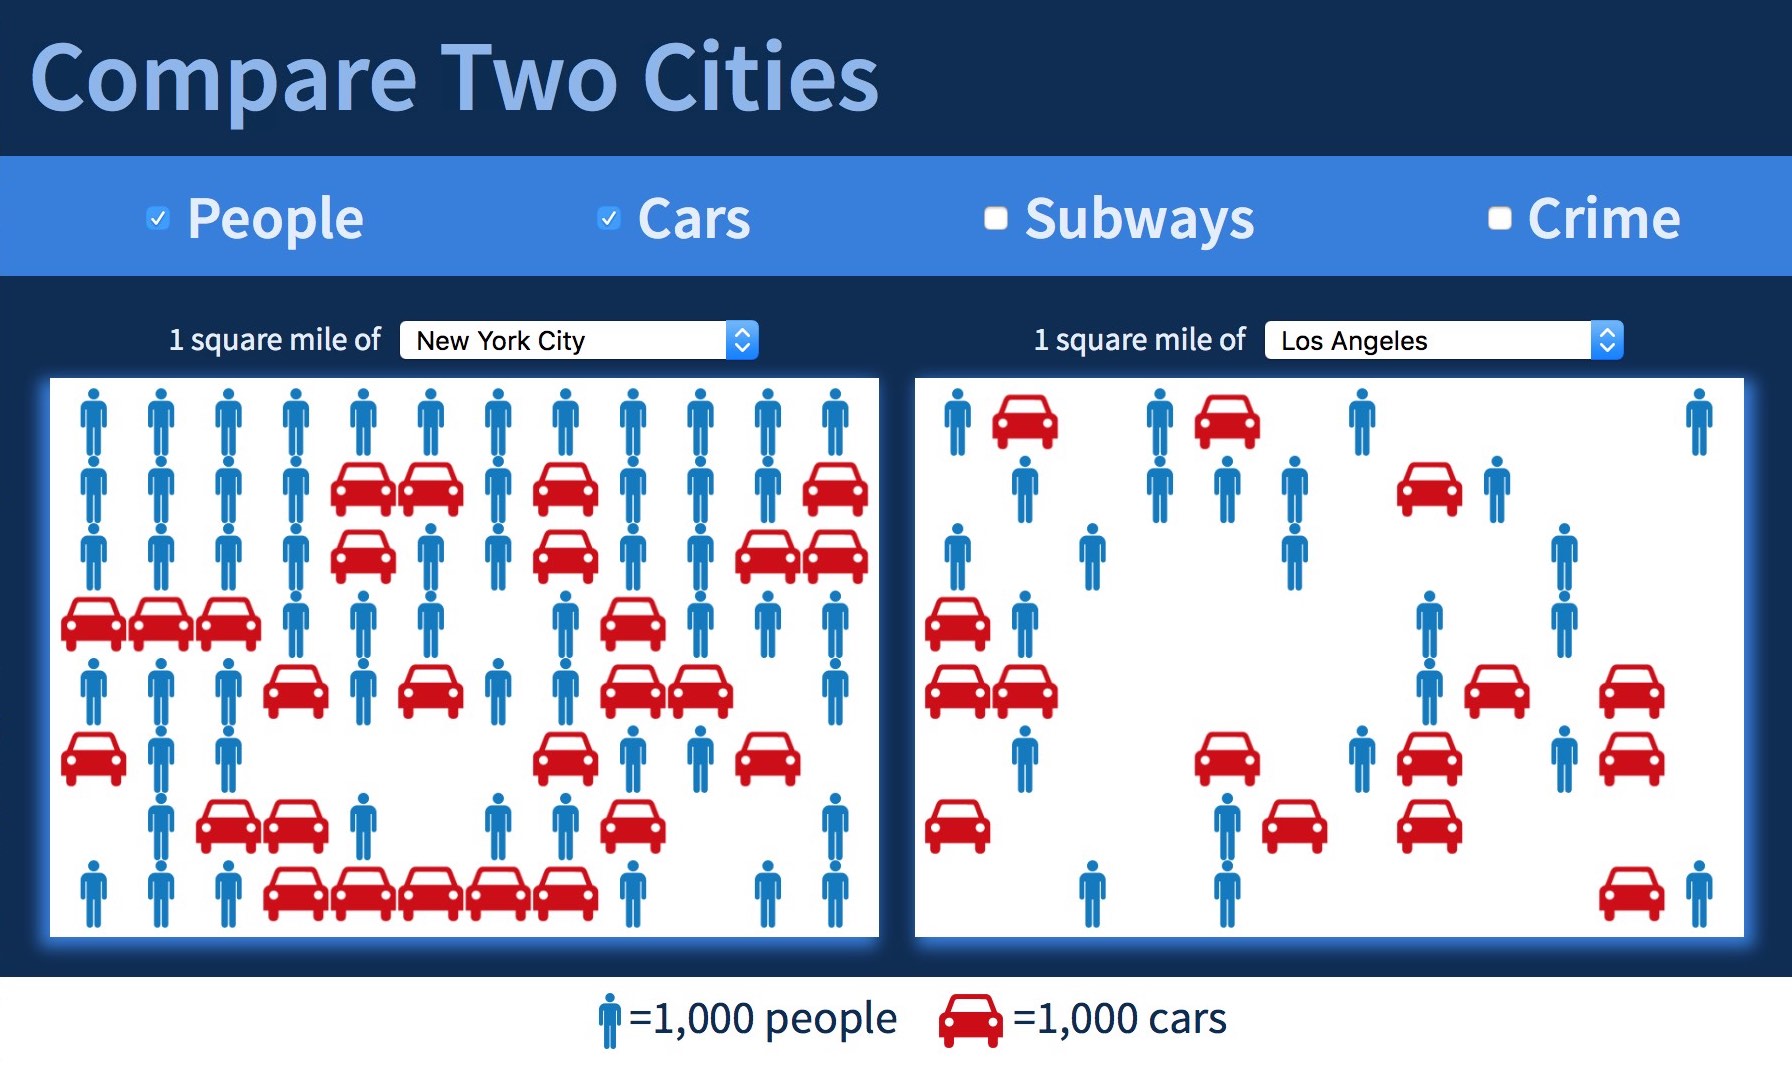 Compare Two Cities
People Cars Subways Crime
1 square mile of New York City
1 square mile of Los Angeles
=1,000 people =1,000 cars